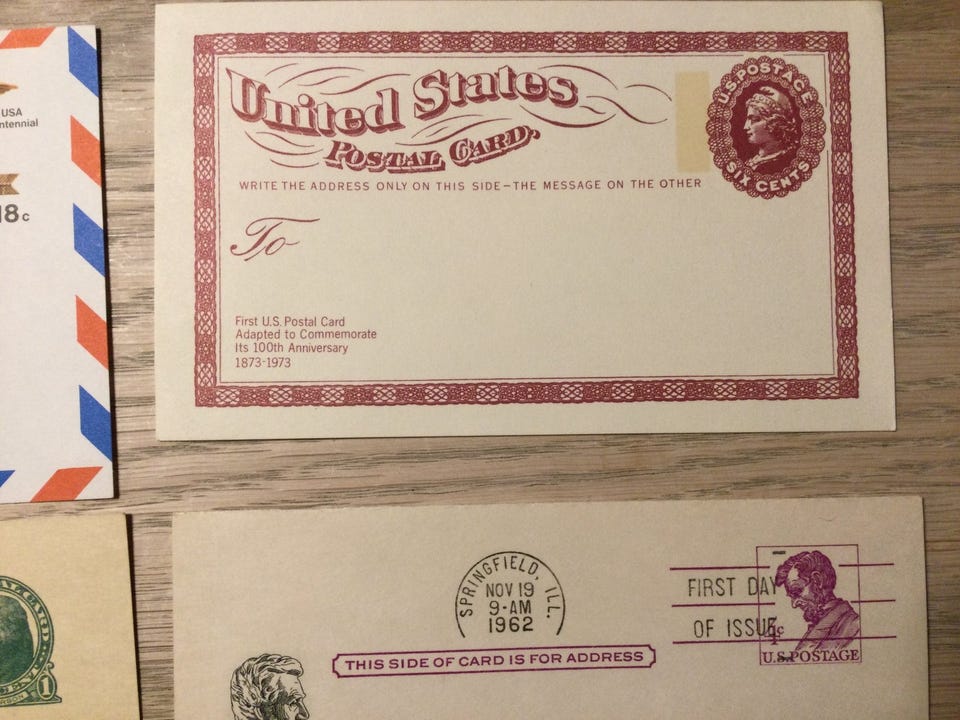 USA
18c
United States
POSTAL CARD,
WRITE THE ADDRESS ONLY ON THIS SIDE–THE MESSAGE ON THE OTHER
U.S. POSTAGE
SIX CENTS
To
First U.S. Postal Card
Adapted to Commemorate
Its 100th Anniversary
1873-1973
1
SPRINGFIELD, ILL.
NOV 19
9-AM
1962
FIRST DAY
OF ISSUE
4c
U.S. POSTAGE
THIS SIDE OF CARD IS FOR ADDRESS